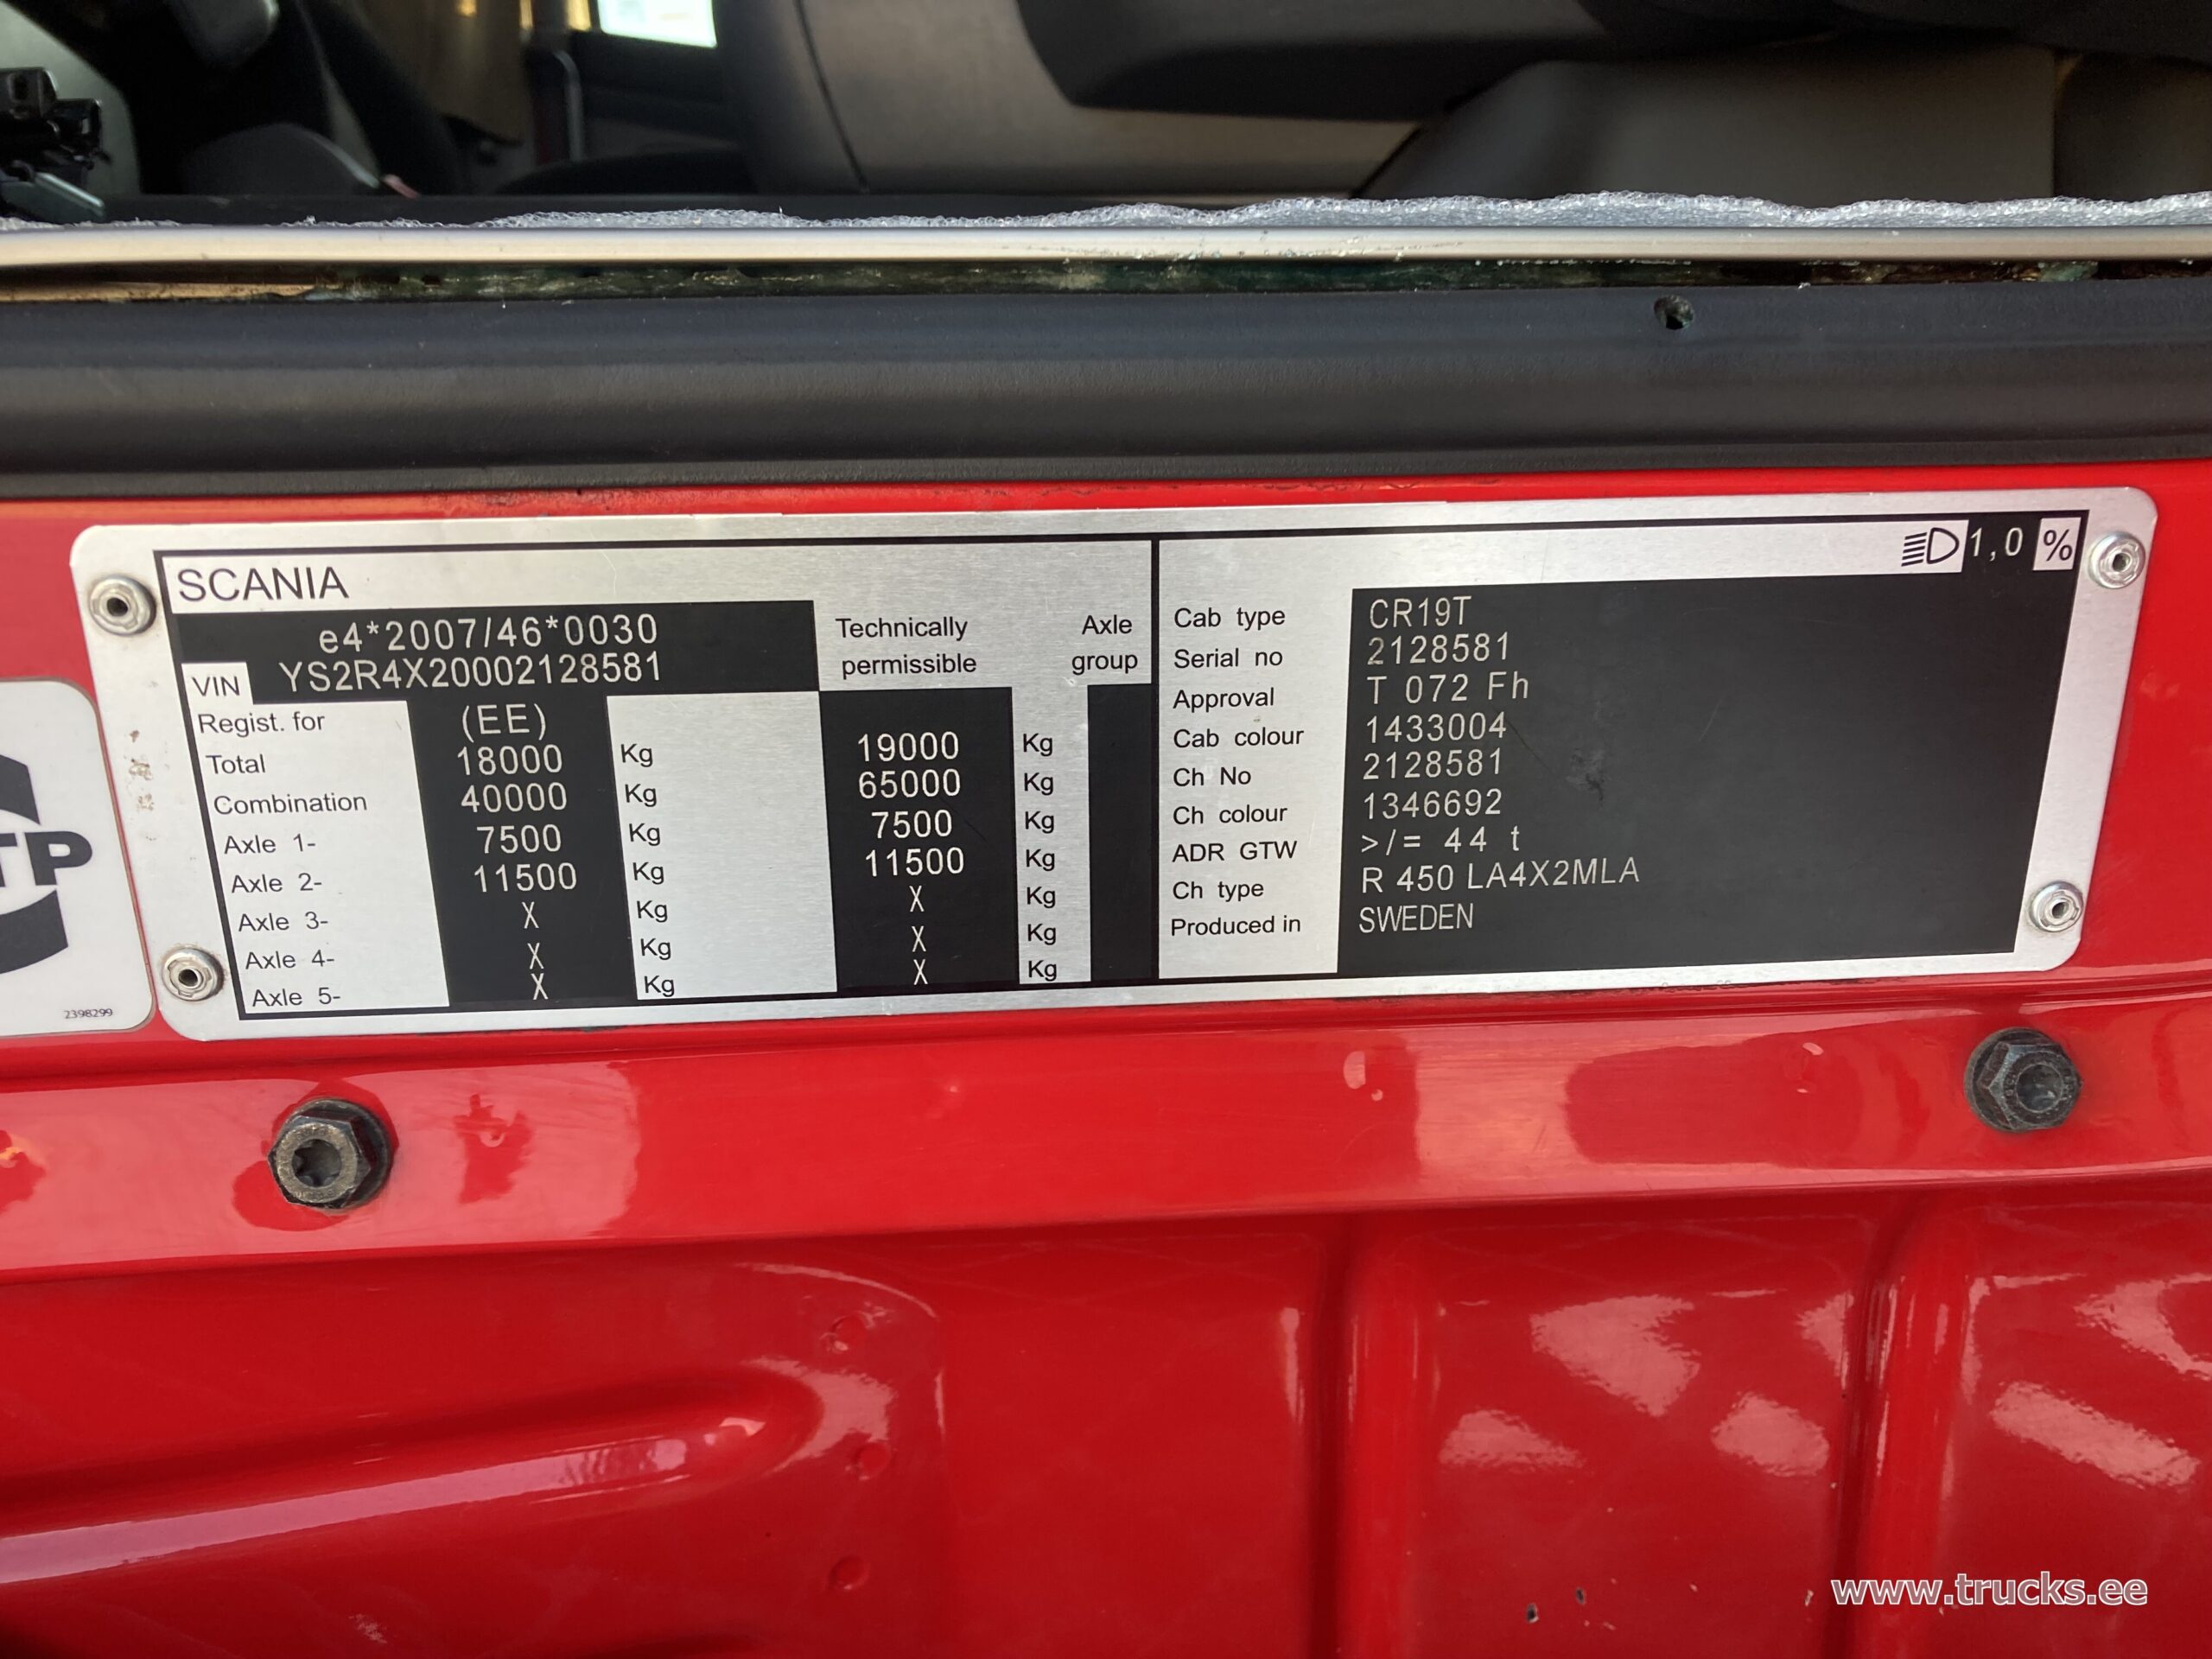 SCANIA
1,0 %
e4*2007/46*0030
VIN YS2R4X20002128581
Technically permissible
Axle group
Regist. for (EE)
Total 18000 Kg 19000 Kg
Combination 40000 Kg 65000 Kg
Axle 1- 7500 Kg 7500 Kg
Axle 2- 11500 Kg 11500 Kg
Axle 3- X Kg X Kg
Axle 4- X Kg X Kg
Axle 5- X Kg X Kg
Cab type CR19T
Serial no 2128581
Approval T 072 Fh
Cab colour 1433004
Ch No 2128581
Ch colour 1346692
ADR GTW >/= 44 t
Ch type R 450 LA4X2MLA
Produced in SWEDEN
TP
2398299
www.trucks.ee